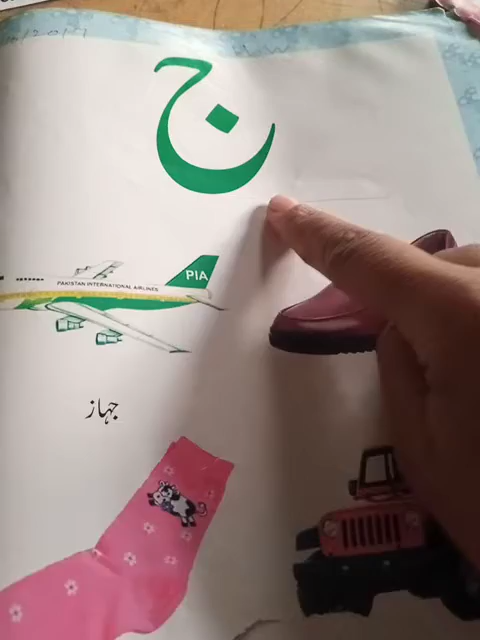 ج
PIA
PAKISTAN INTERNATIONAL AIRLINES
جہاز